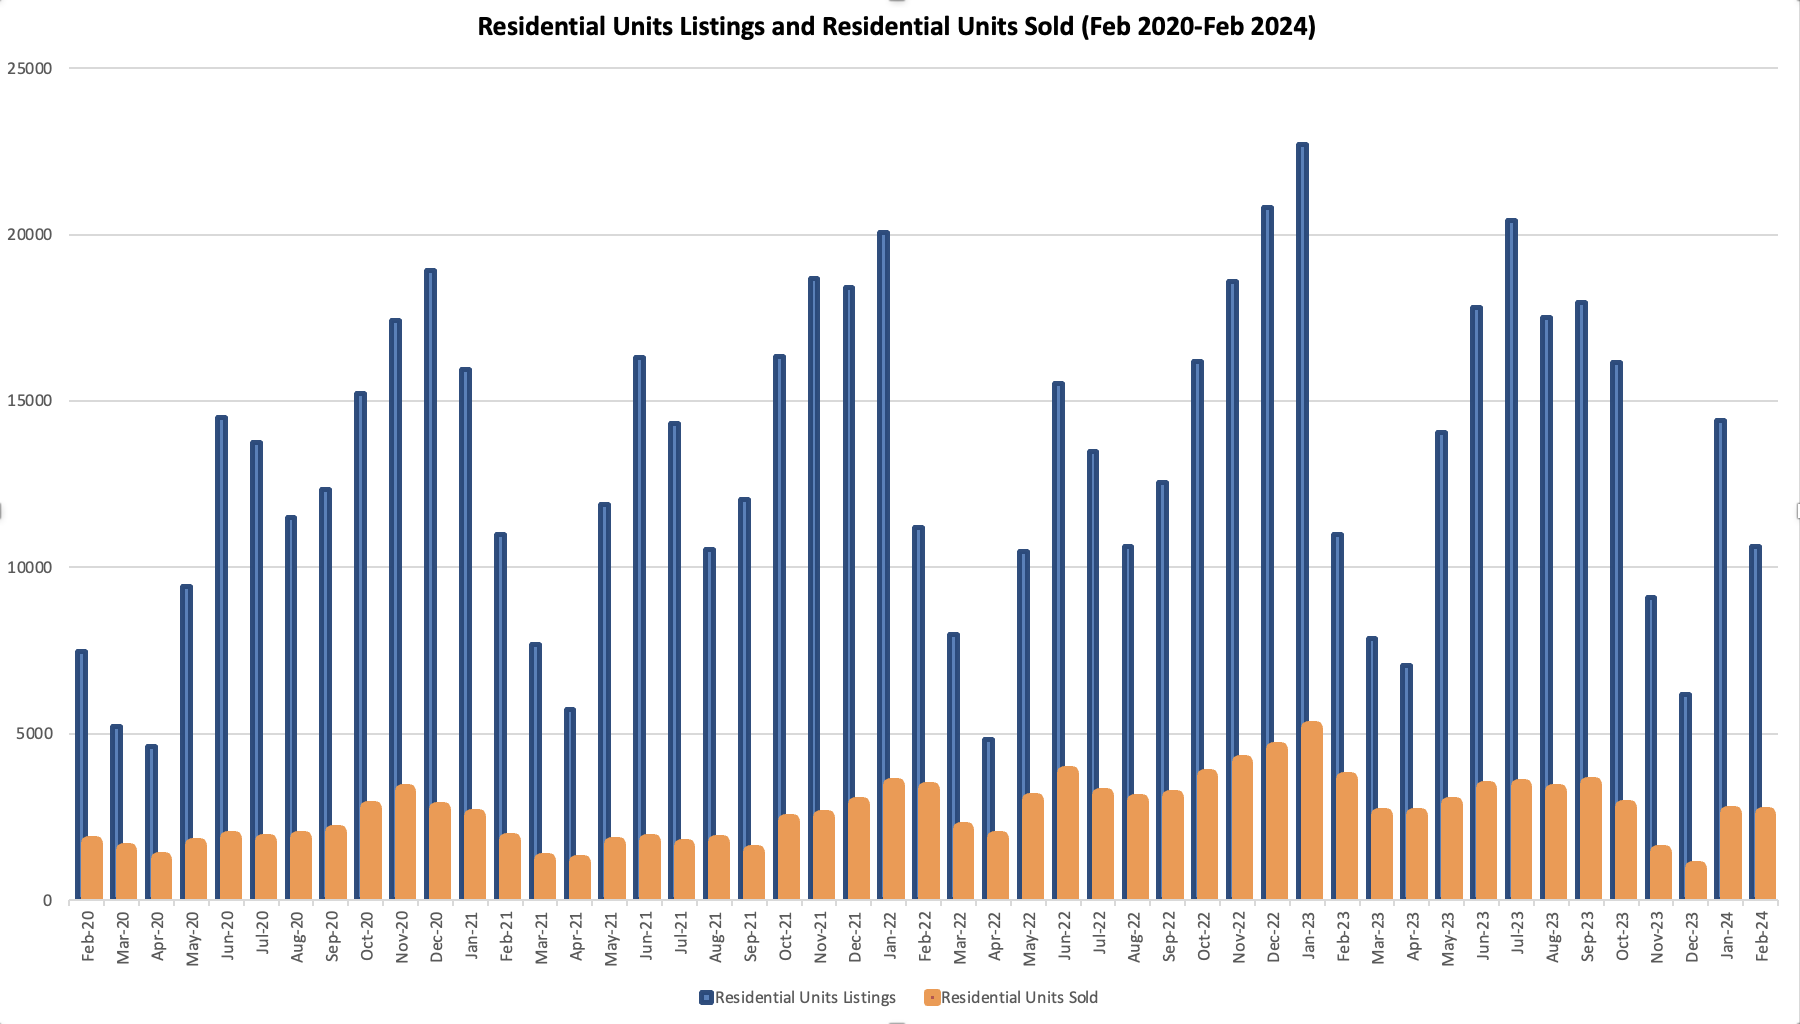 Residential Units Listings and Residential Units Sold (Feb 2020-Feb 2024)
25000
20000
15000
10000
5000
0
Feb-20
Mar-20
Apr-20
May-20
Jun-20
Jul-20
Aug-20
Sep-20
Oct-20
Nov-20
Dec-20
Jan-21
Feb-21
Mar-21
Apr-21
May-21
Jun-21
Jul-21
Aug-21
Sep-21
Oct-21
Nov-21
Dec-21
Jan-22
Feb-22
Mar-22
Apr-22
May-22
Jun-22
Jul-22
Aug-22
Sep-22
Oct-22
Nov-22
Dec-22
Jan-23
Feb-23
Mar-23
Apr-23
May-23
Jun-23
Jul-23
Aug-23
Sep-23
Oct-23
Nov-23
Dec-23
Jan-24
Feb-24
Residential Units Listings
Residential Units Sold